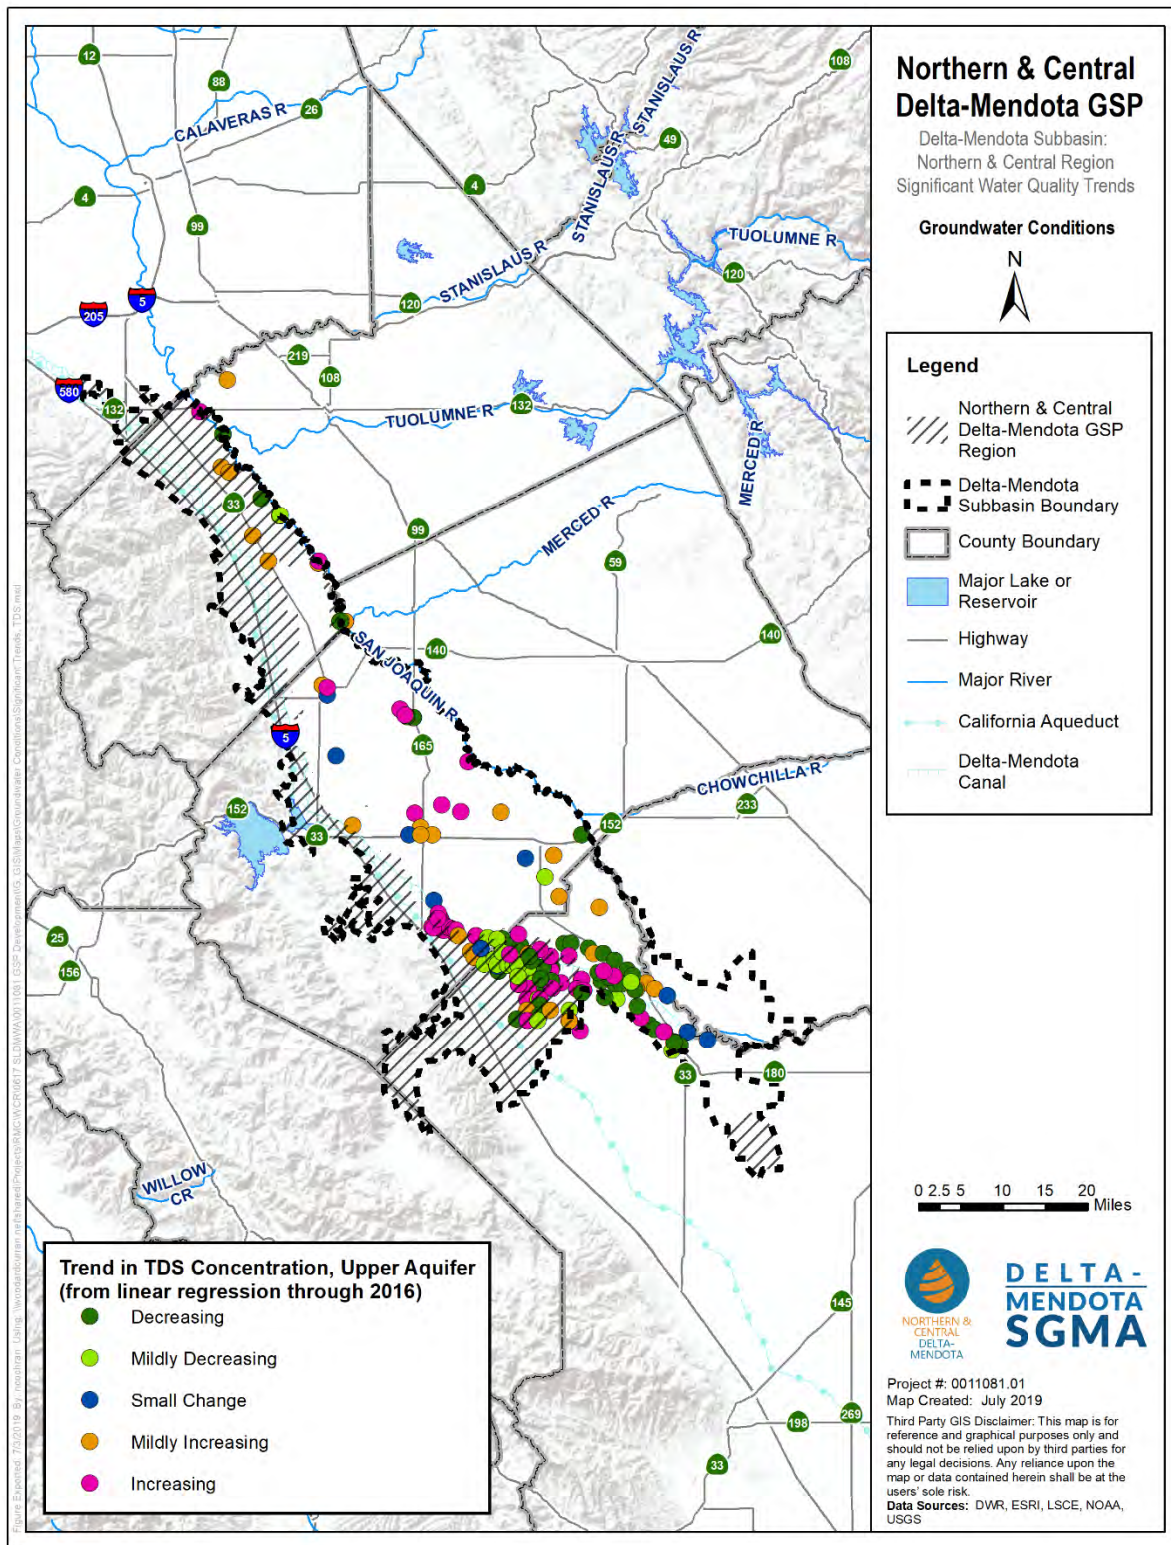 Northern & Central
Delta-Mendota GSP
Delta-Mendota Subbasin:
Northern & Central Region
Significant Water Quality Trends
Groundwater Conditions
N
Legend
Northern & Central
Delta-Mendota GSP
Region
Delta-Mendota
Subbasin Boundary
County Boundary
Major Lake or
Reservoir
Highway
Major River
California Aqueduct
Delta-Mendota
Canal
0 2.5 5 10 15 20
Miles
NORTHERN &
CENTRAL
DELTA-
MENDOTA
DELTA-
MENDOTA
SGMA
Project #: 0011081.01
Map Created: July 2019
Third Party GIS Disclaimer: This map is for
reference and graphical purposes only and
should not be relied upon by third parties for
any legal decisions. Any reliance upon the
map or data contained herein shall be at the
users' sole risk.
Data Sources: DWR, ESRI, LSCE, NOAA,
USGS
12
88
26
CALAVERAS R
4
99
4
108
49
STANISLAUS R
STANISLAUS R
STANISLAUS R
TUOLUMNE R
120
5
205
120
219
108
580
132
TUOLUMNE R
132
MERCED R
33
99
MERCED R
59
140
140
SAN JOAQUIN R
5
165
CHOWCHILLA R
233
152
152
33
25
156
33
180
WILLOW
CR
145
198
269
33
Trend in TDS Concentration, Upper Aquifer
(from linear regression through 2016)
Decreasing
Mildly Decreasing
Small Change
Mildly Increasing
Increasing